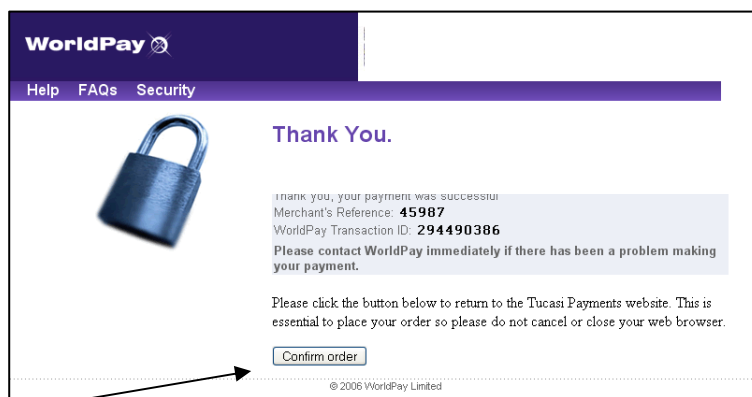 WorldPay
Help FAQs Security
Thank You.
Thank you, your payment was successful
Merchant's Reference: 45987
WorldPay Transaction ID: 294490386
Please contact WorldPay immediately if there has been a problem making
your payment.
Please click the button below to return to the Tucasi Payments website. This is
essential to place your order so please do not cancel or close your web browser.
Confirm order
© 2006 WorldPay Limited